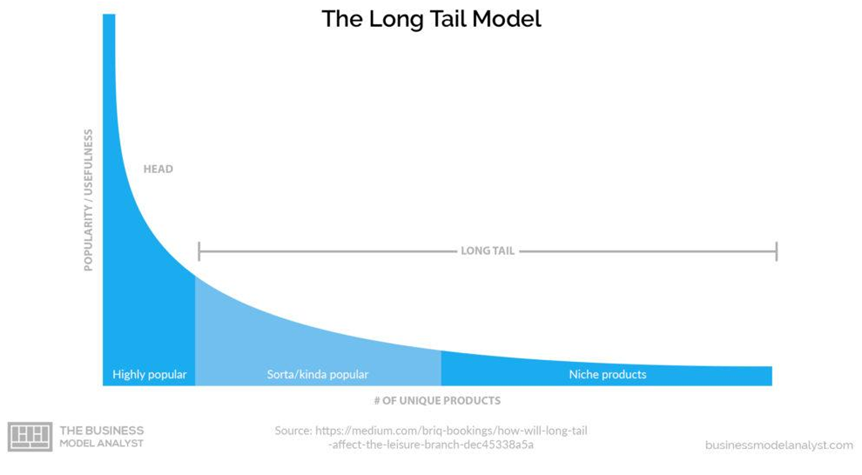 The Long Tail Model
POPULARITY / USEFULNESS
HEAD
LONG TAIL
Highly popular
Sorta/kinda popular
Niche products
# OF UNIQUE PRODUCTS
THE BUSINESS
MODEL ANALYST
Source: https://medium.com/briq-bookings/how-will-long-tail
-affect-the-leisure-branch-dec45338a5a
businessmodelanalyst.com